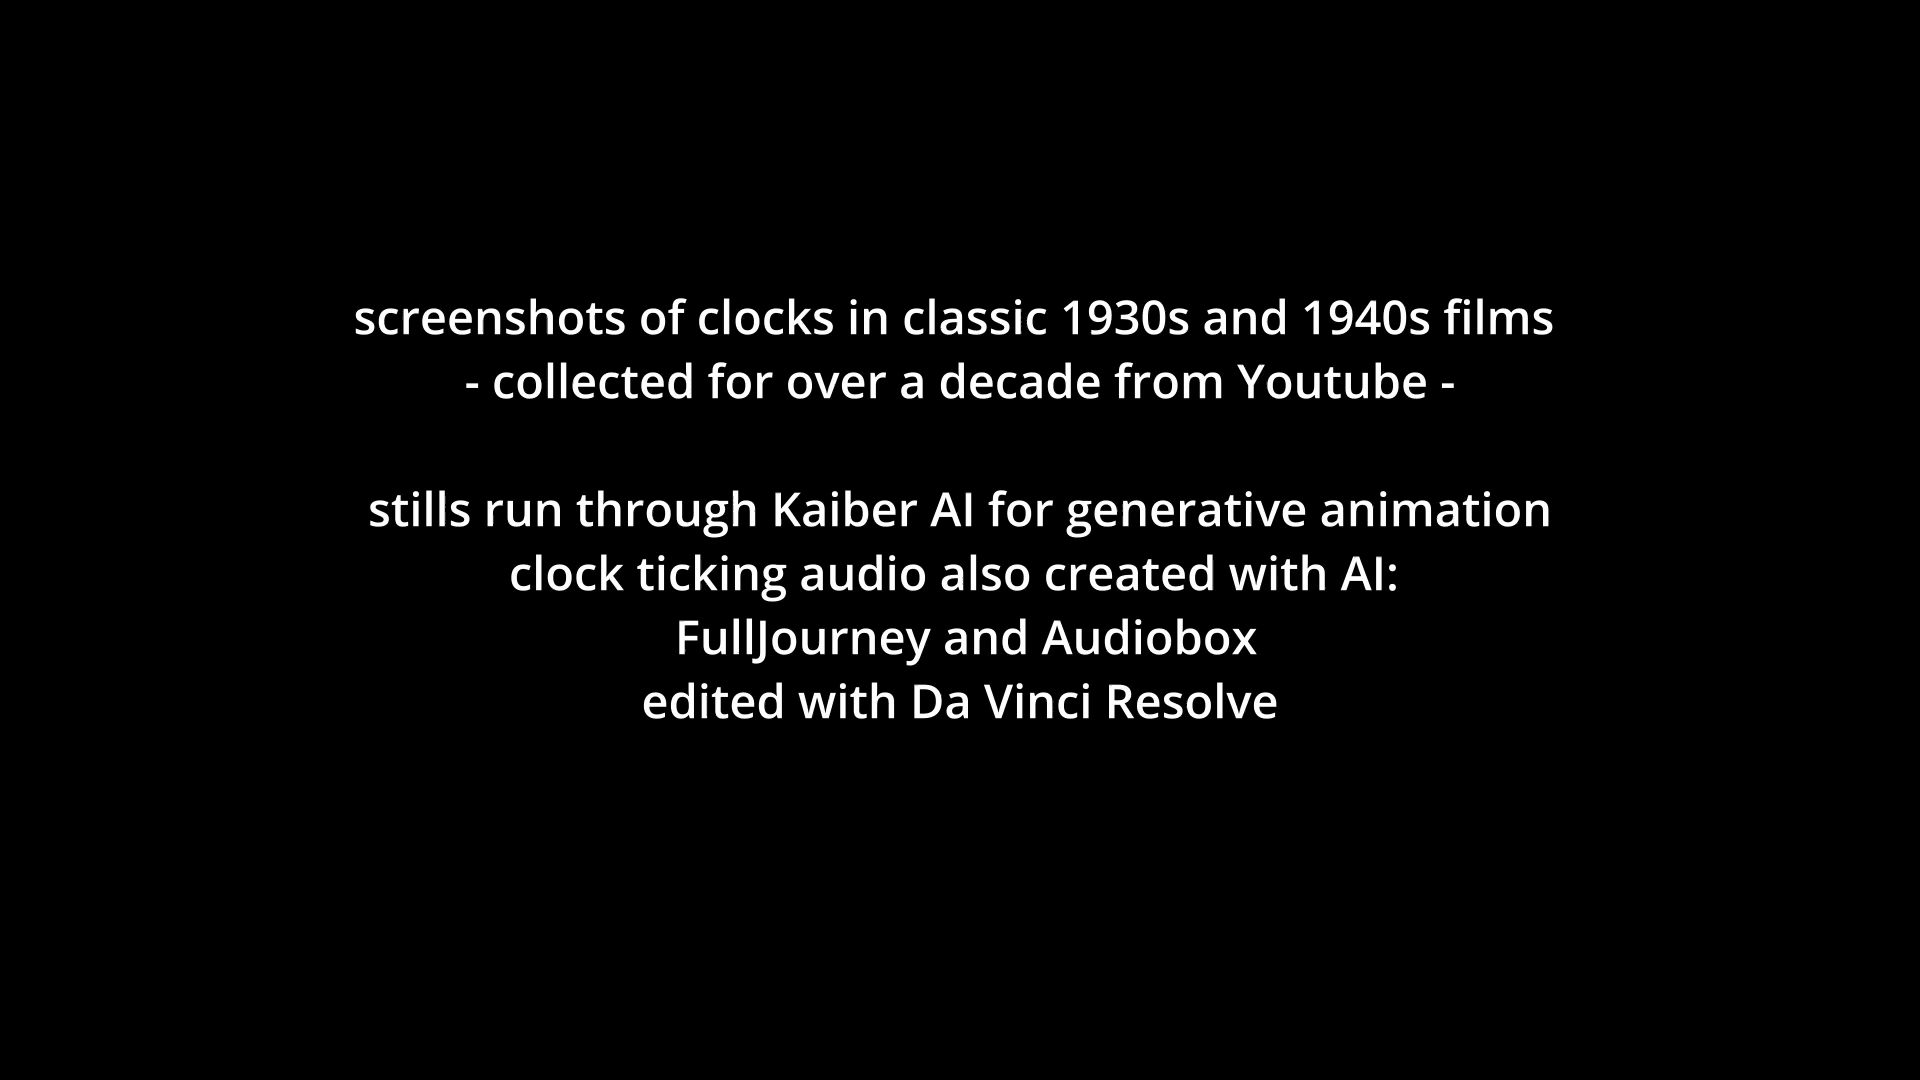 screenshots of clocks in classic 1930s and 1940s films
- collected for over a decade from Youtube -
stills run through Kaiber AI for generative animation
clock ticking audio also created with AI:
FullJourney and Audiobox
edited with Da Vinci Resolve